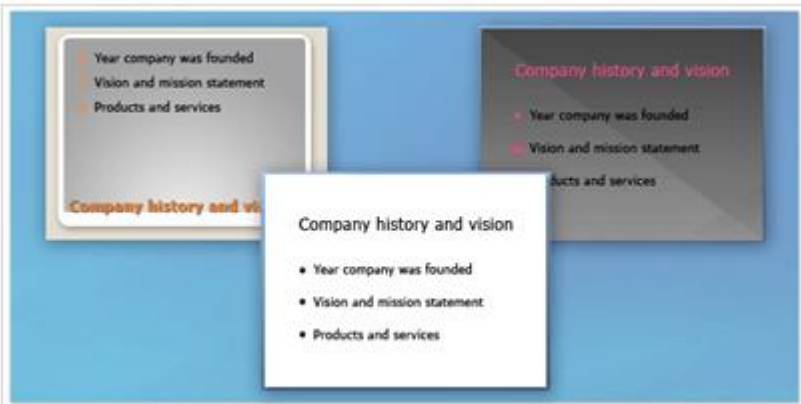 Year company was founded
Vision and mission statement
Products and services
Company history and
Company history and vision
Year company was founded
Vision and mission statement
ducts and services
Company history and vision
• Year company was founded
• Vision and mission statement
• Products and services